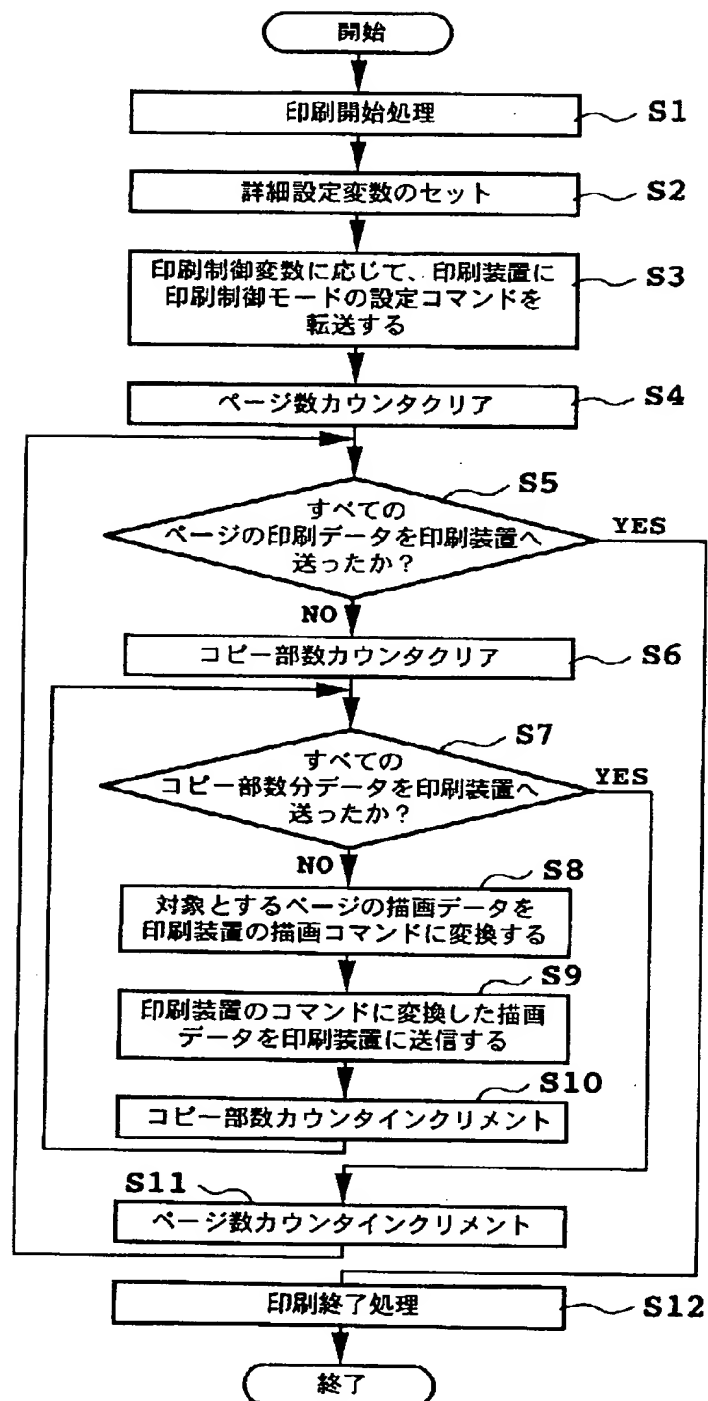 開始
印刷開始処理
S1
詳細設定変数のセット
S2
印刷制御変数に応じて、印刷装置に
印刷制御モードの設定コマンドを
転送する
S3
ページ数カウンタクリア
S4
S5
すべての
ページの印刷データを印刷装置へ
送ったか？
YES
NO
コピー部数カウンタクリア
S6
S7
すべての
コピー部数分データを印刷装置へ
送ったか？
YES
NO
S8
対象とするページの描画データを
印刷装置の描画コマンドに変換する
S9
印刷装置のコマンドに変換した描画
データを印刷装置に送信する
S10
コピー部数カウンタインクリメント
S11
ページ数カウンタインクリメント
印刷終了処理
S12
終了